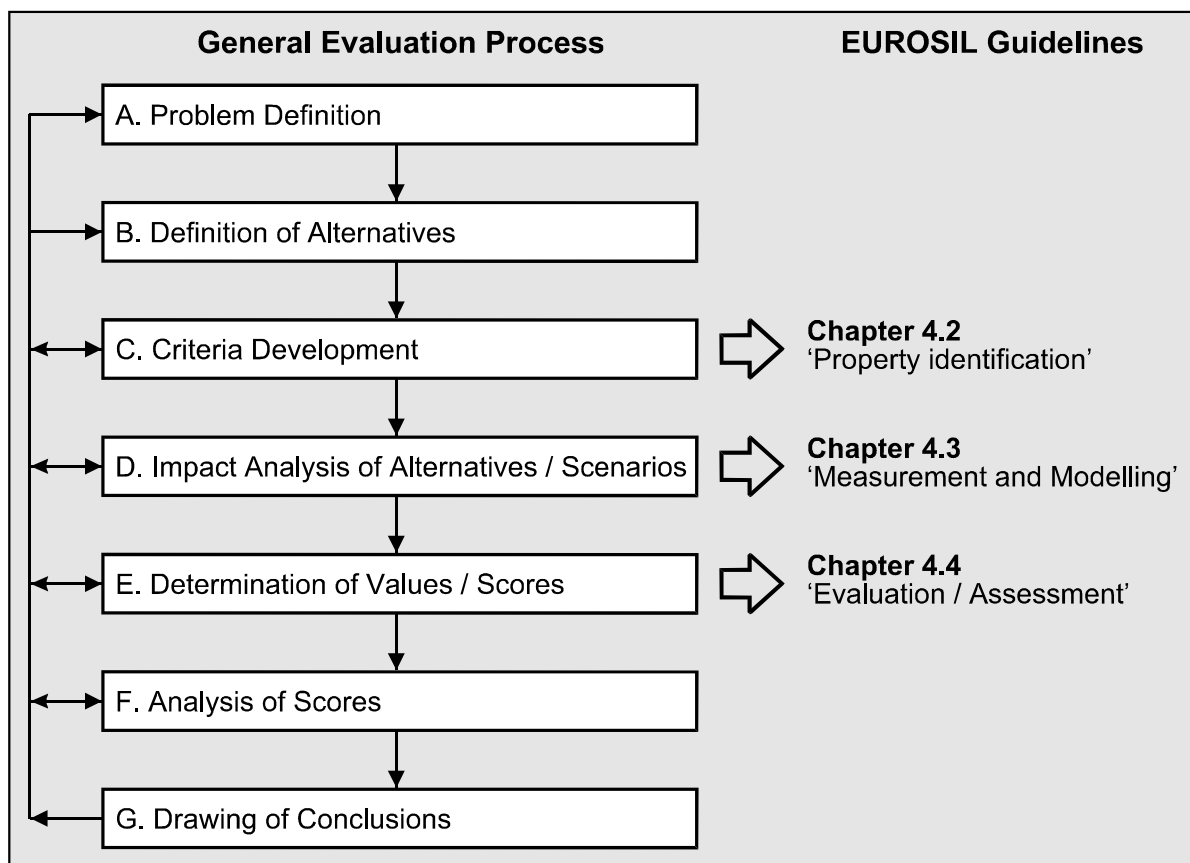 General Evaluation Process
EUROSIL Guidelines
A. Problem Definition
B. Definition of Alternatives
C. Criteria Development
Chapter 4.2
‘Property identification’
D. Impact Analysis of Alternatives / Scenarios
Chapter 4.3
‘Measurement and Modelling’
E. Determination of Values / Scores
Chapter 4.4
‘Evaluation / Assessment’
F. Analysis of Scores
G. Drawing of Conclusions